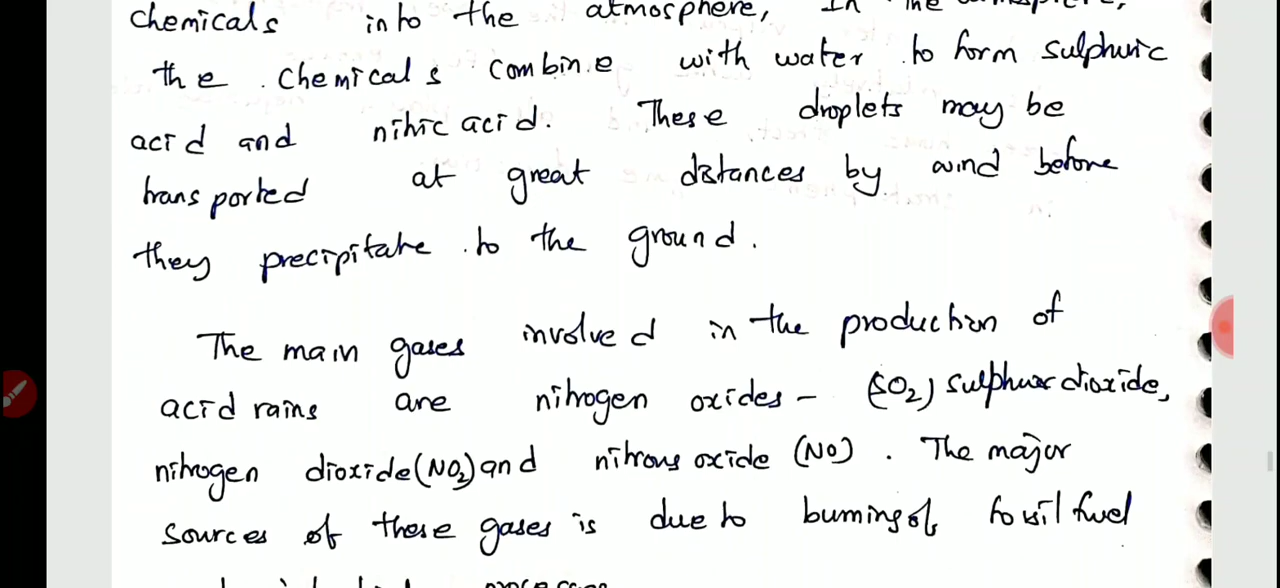 chemicals into the atmosphere, In the atmosphere,
the chemicals combine with water to form sulphuric
acid and nitric acid. These droplets may be
transported at great distances by wind before
they precipitate to the ground.
The main gases involved in the production of
acid rains are nitrogen oxides - (SO2) sulphur dioxide,
nitrogen dioxide (NO2) and nitrous oxide (NO). The major
sources of these gases is due to burning of fossil fuel